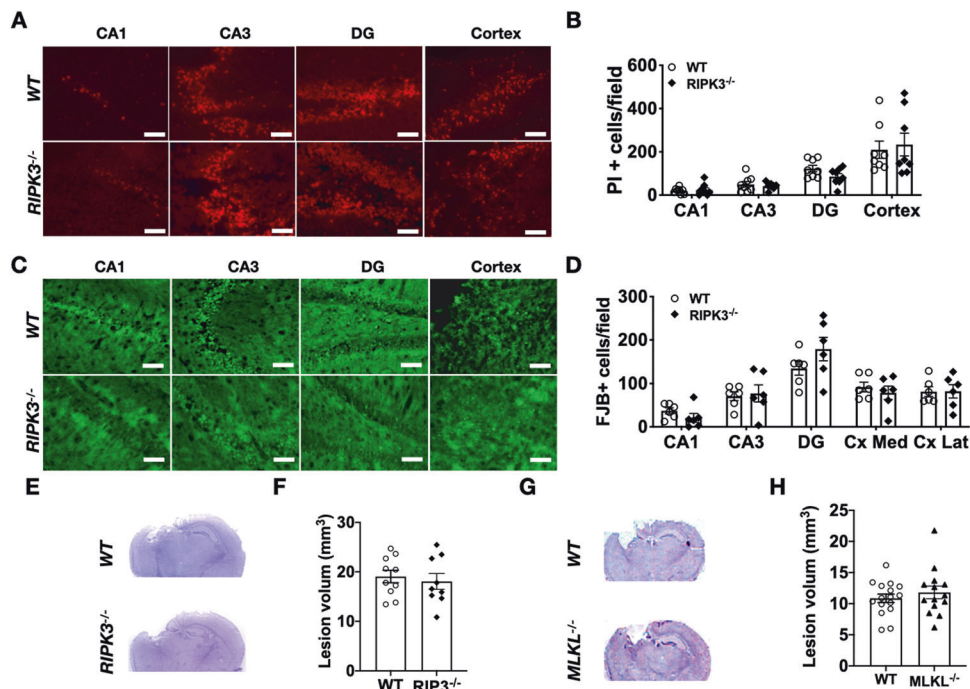 A
CA1 CA3 DG Cortex
WT
RIPK3-/-
B
PI + cells/field
WT
RIPK3-/-
600
400
200
0
CA1 CA3 DG Cortex
C
CA1 CA3 DG Cortex
WT
RIPK3-/-
D
FJB+ cells/field
WT
RIPK3-/-
300
200
100
0
CA1 CA3 DG Cx Med Cx Lat
E
WT
RIPK3-/-
F
Lesion volum (mm3)
30
20
10
0
WT RIP3-/-
G
WT
MLKL-/-
H
Lesion volum (mm3)
25
20
15
10
5
0
WT MLKL-/-